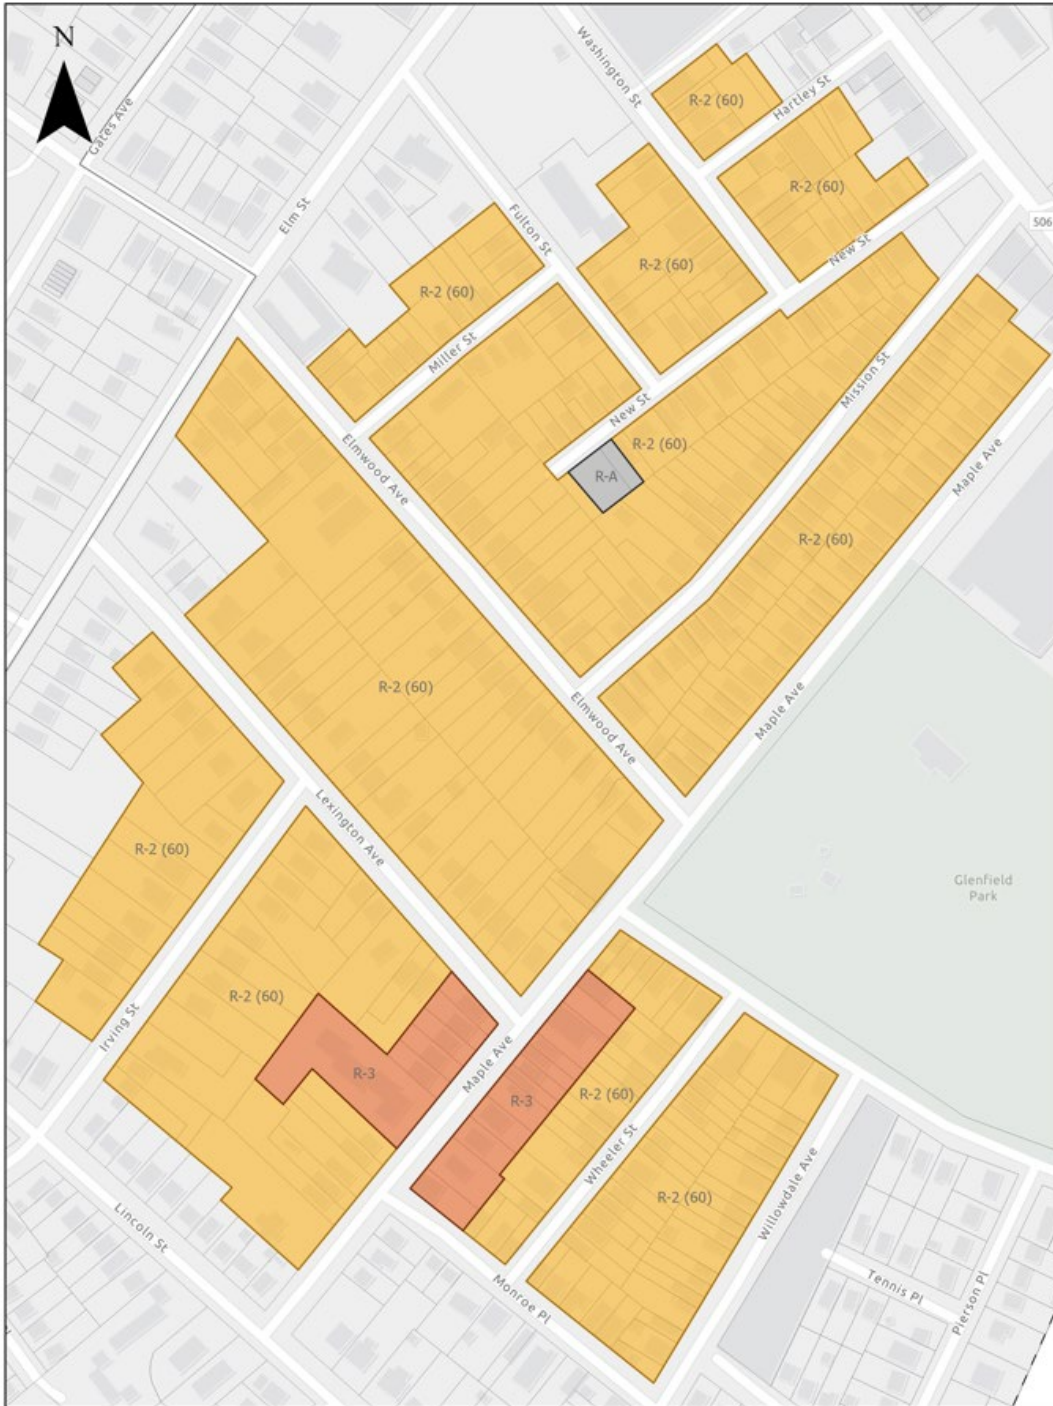 N
Gates Ave
Washington St
R-2 (60)
Hartley St
R-2 (60)
506
Elm St
Fulton St
New St
R-2 (60)
R-2 (60)
Miller St
Mission St
New St
R-2 (60)
Elmwood Ave
R-A
Maple Ave
R-2 (60)
R-2 (60)
Elmwood Ave
Maple Ave
Lexington Ave
R-2 (60)
Glenfield
Park
R-2 (60)
Irving St
Maple Ave
R-3
R-3
R-2 (60)
Wheeler St
R-2 (60)
Willowdale Ave
Lincoln St
Monroe Pl
Tennis Pl
Pierson Pl